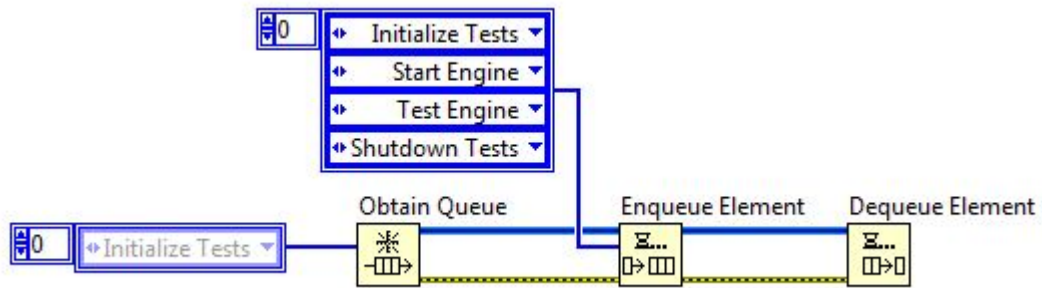 0
Initialize Tests
Start Engine
Test Engine
Shutdown Tests
Obtain Queue Enqueue Element Dequeue Element
0 Initialize Tests